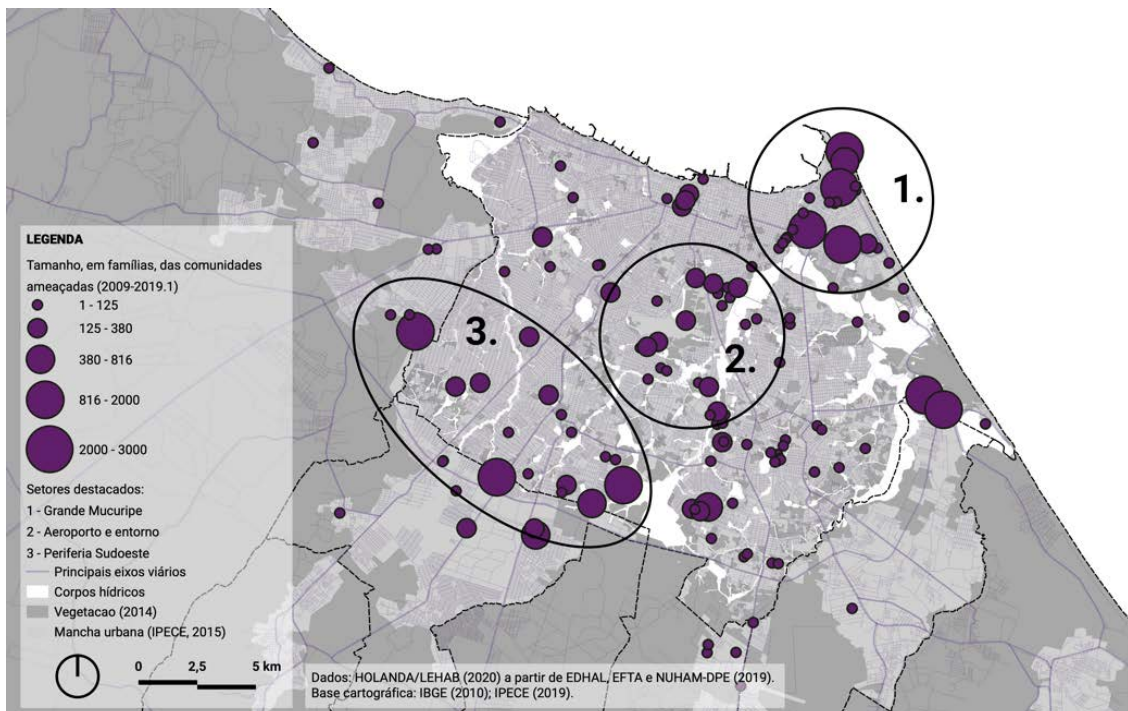 1.
2.
3.
LEGENDA
Tamanho, em famílias, das comunidades
ameaçadas (2009-2019.1)
1 - 125
125 - 380
380 - 816
816 - 2000
2000 - 3000
Setores destacados:
1 - Grande Mucuripe
2 - Aeroporto e entorno
3 - Periferia Sudoeste
Principais eixos viários
Corpos hídricos
Vegetacao (2014)
Mancha urbana (IPECE, 2015)
0 2,5 5 km
Dados: HOLANDA/LEHAB (2020) a partir de EDHAL, EFTA e NUHAM-DPE (2019).
Base cartográfica: IBGE (2010); IPECE (2019).